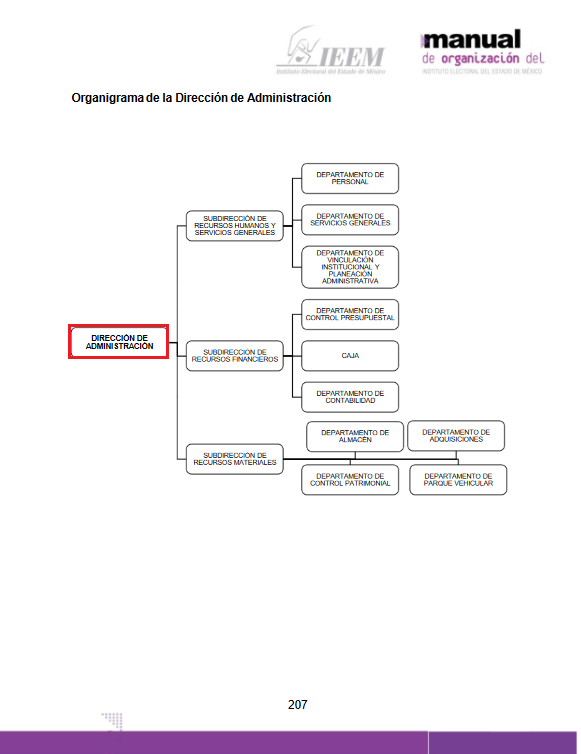 IEEM
Instituto Electoral del Estado de México
manual
de organización del
INSTITUTO ELECTORAL DEL ESTADO DE MÉXICO
Organigrama de la Dirección de Administración
DIRECCIÓN DE
ADMINISTRACIÓN
SUBDIRECCIÓN DE
RECURSOS HUMANOS Y
SERVICIOS GENERALES
DEPARTAMENTO DE
PERSONAL
DEPARTAMENTO DE
SERVICIOS GENERALES
DEPARTAMENTO DE
VINCULACIÓN
INSTITUCIONAL Y
PLANEACIÓN
ADMINISTRATIVA
SUBDIRECCIÓN DE
RECURSOS FINANCIEROS
DEPARTAMENTO DE
CONTROL PRESUPUESTAL
CAJA
DEPARTAMENTO DE
CONTABILIDAD
SUBDIRECCIÓN DE
RECURSOS MATERIALES
DEPARTAMENTO DE
ALMACÉN
DEPARTAMENTO DE
ADQUISICIONES
DEPARTAMENTO DE
CONTROL PATRIMONIAL
DEPARTAMENTO DE
PARQUE VEHICULAR
207